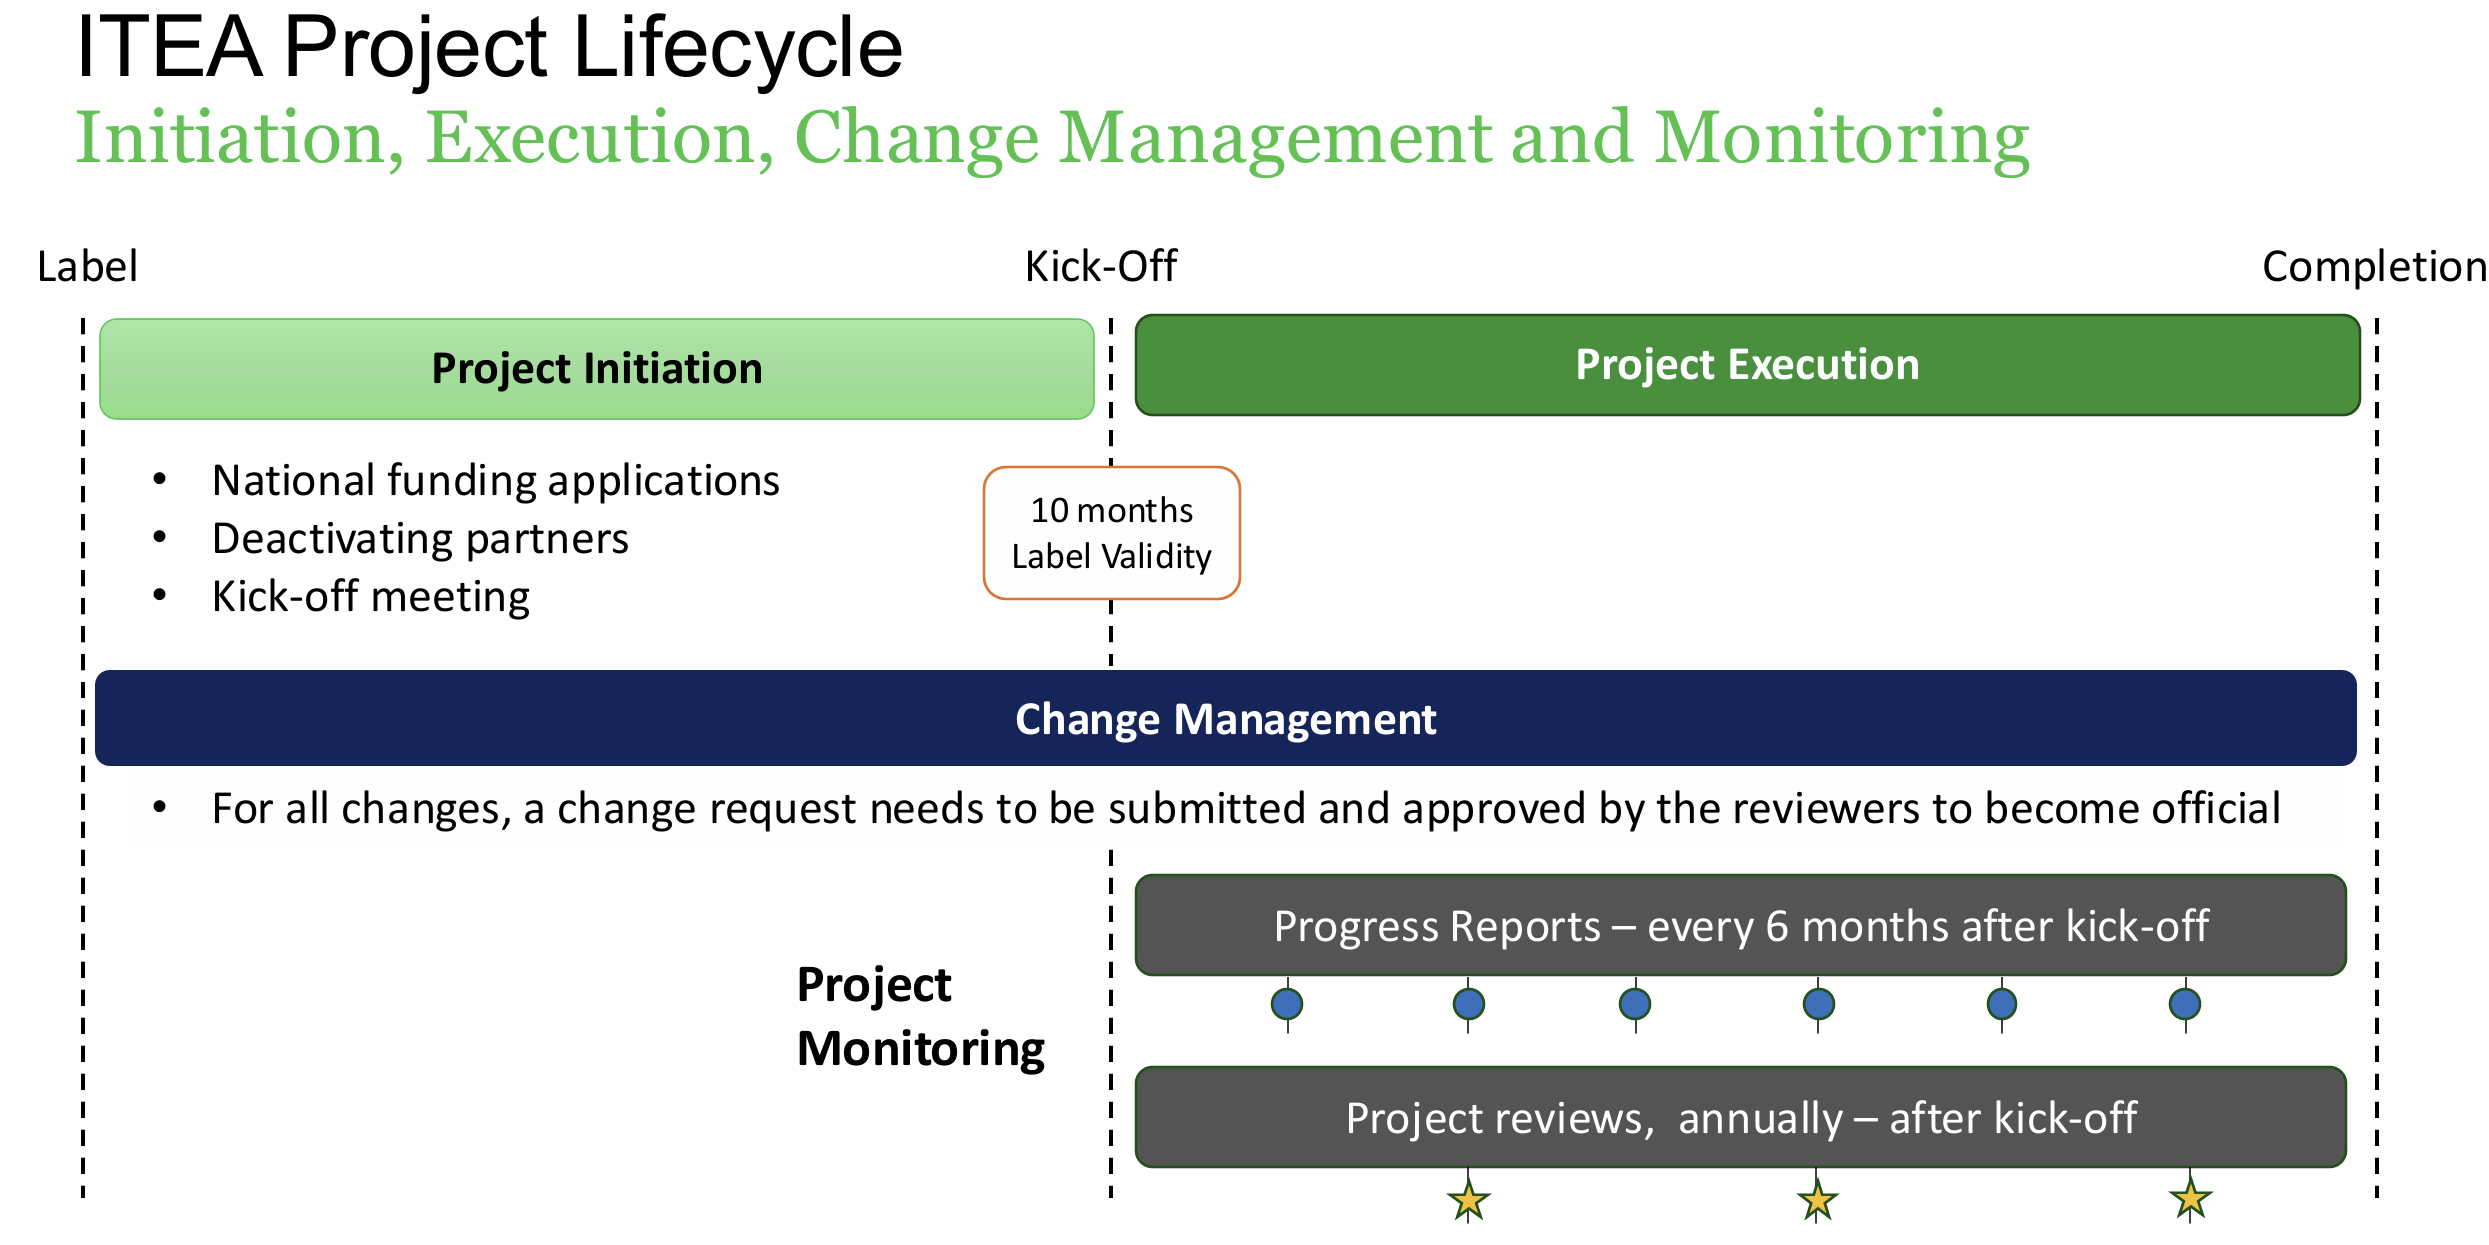 ITEA Project Lifecycle
Initiation, Execution, Change Management and Monitoring
Label
Kick-Off
Completion
Project Initiation
Project Execution
• National funding applications
• Deactivating partners
• Kick-off meeting
10 months
Label Validity
Change Management
• For all changes, a change request needs to be submitted and approved by the reviewers to become official
Project
Monitoring
Progress Reports – every 6 months after kick-off
Project reviews,  annually – after kick-off